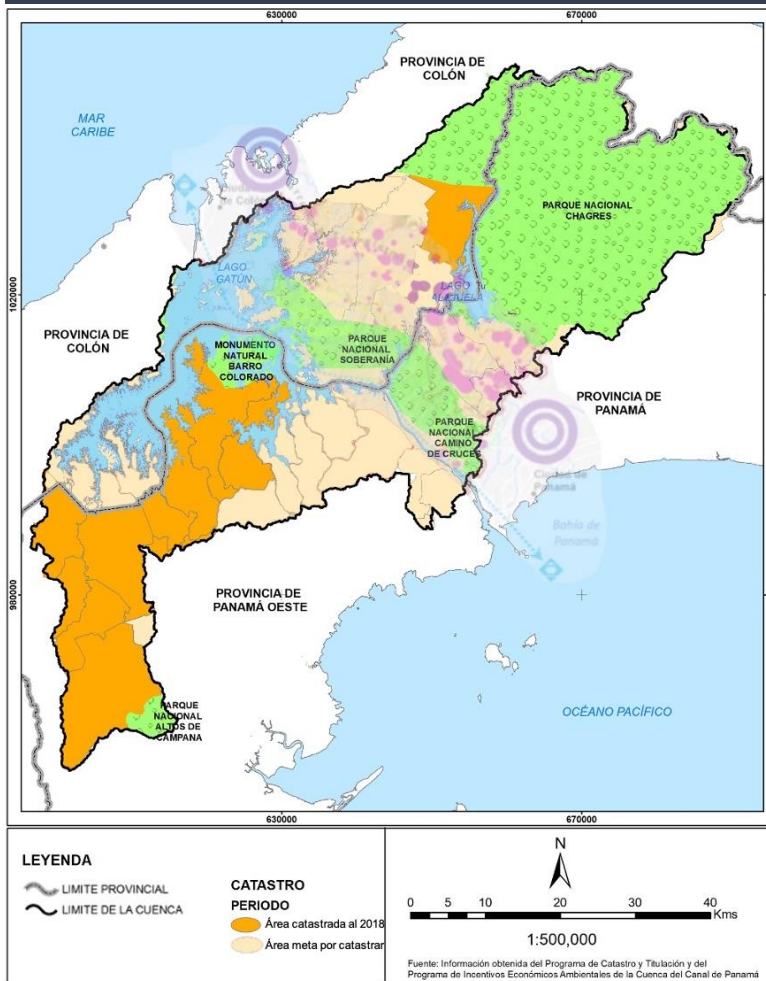 630000
670000
PROVINCIA DE
COLÓN
MAR
CARIBE
PARQUE NACIONAL
CHAGRES
Ciudad
de Colón
1020000
1020000
LAGO
GATÚN
LAGO
ALAJUELA
PROVINCIA DE
COLÓN
MONUMENTO
NATURAL
BARRO
COLORADO
PARQUE
NACIONAL
SOBERANÍA
PROVINCIA DE
PANAMÁ
PARQUE
NACIONAL
CAMINO
DE CRUCES
Ciudad de
Panamá
Bahía de
Panamá
980000
980000
PROVINCIA DE
PANAMÁ OESTE
PARQUE
NACIONAL
ALTOS DE
CAMPANA
OCÉANO PACÍFICO
630000
670000
LEYENDA
LIMITE PROVINCIAL
LIMITE DE LA CUENCA
CATASTRO
PERIODO
Área catastrada al 2018
Área meta por catastrar
N
0 5 10 20 30 40
Kms
1:500,000
Fuente: Información obtenida del Programa de Catastro y Titulación y del
Programa de Incentivos Económicos Ambientales de la Cuenca del Canal de Panamá